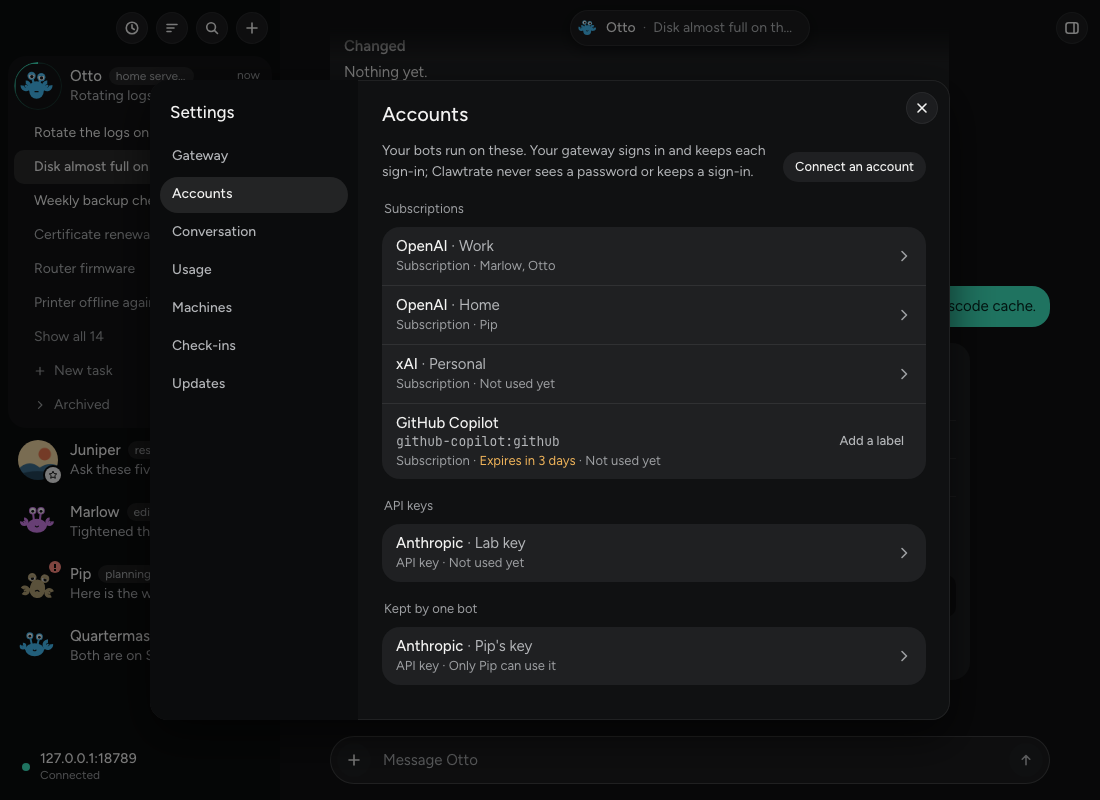 Otto · Disk almost full on th...
Changed
Nothing yet.
Otto home serve... now
Rotating logs
Rotate the logs on
Disk almost full on
Weekly backup che
Certificate renewa
Router firmware
Printer offline again
Show all 14
New task
Archived
Juniper res
Ask these fiv
Marlow edi
Tightened th
! Pip planning
Here is the w
Quartermas
Both are on S
127.0.0.1:18789
Connected
Settings
Gateway
Accounts
Conversation
Usage
Machines
Check-ins
Updates
Accounts
Your bots run on these. Your gateway signs in and keeps each
sign-in; Clawtrate never sees a password or keeps a sign-in.
Connect an account
Subscriptions
OpenAI · Work
Subscription · Marlow, Otto
OpenAI · Home
Subscription · Pip
xAI · Personal
Subscription · Not used yet
GitHub Copilot
github-copilot:github
Subscription · Expires in 3 days · Not used yet
Add a label
API keys
Anthropic · Lab key
API key · Not used yet
Kept by one bot
Anthropic · Pip's key
API key · Only Pip can use it
scode cache.
Message Otto